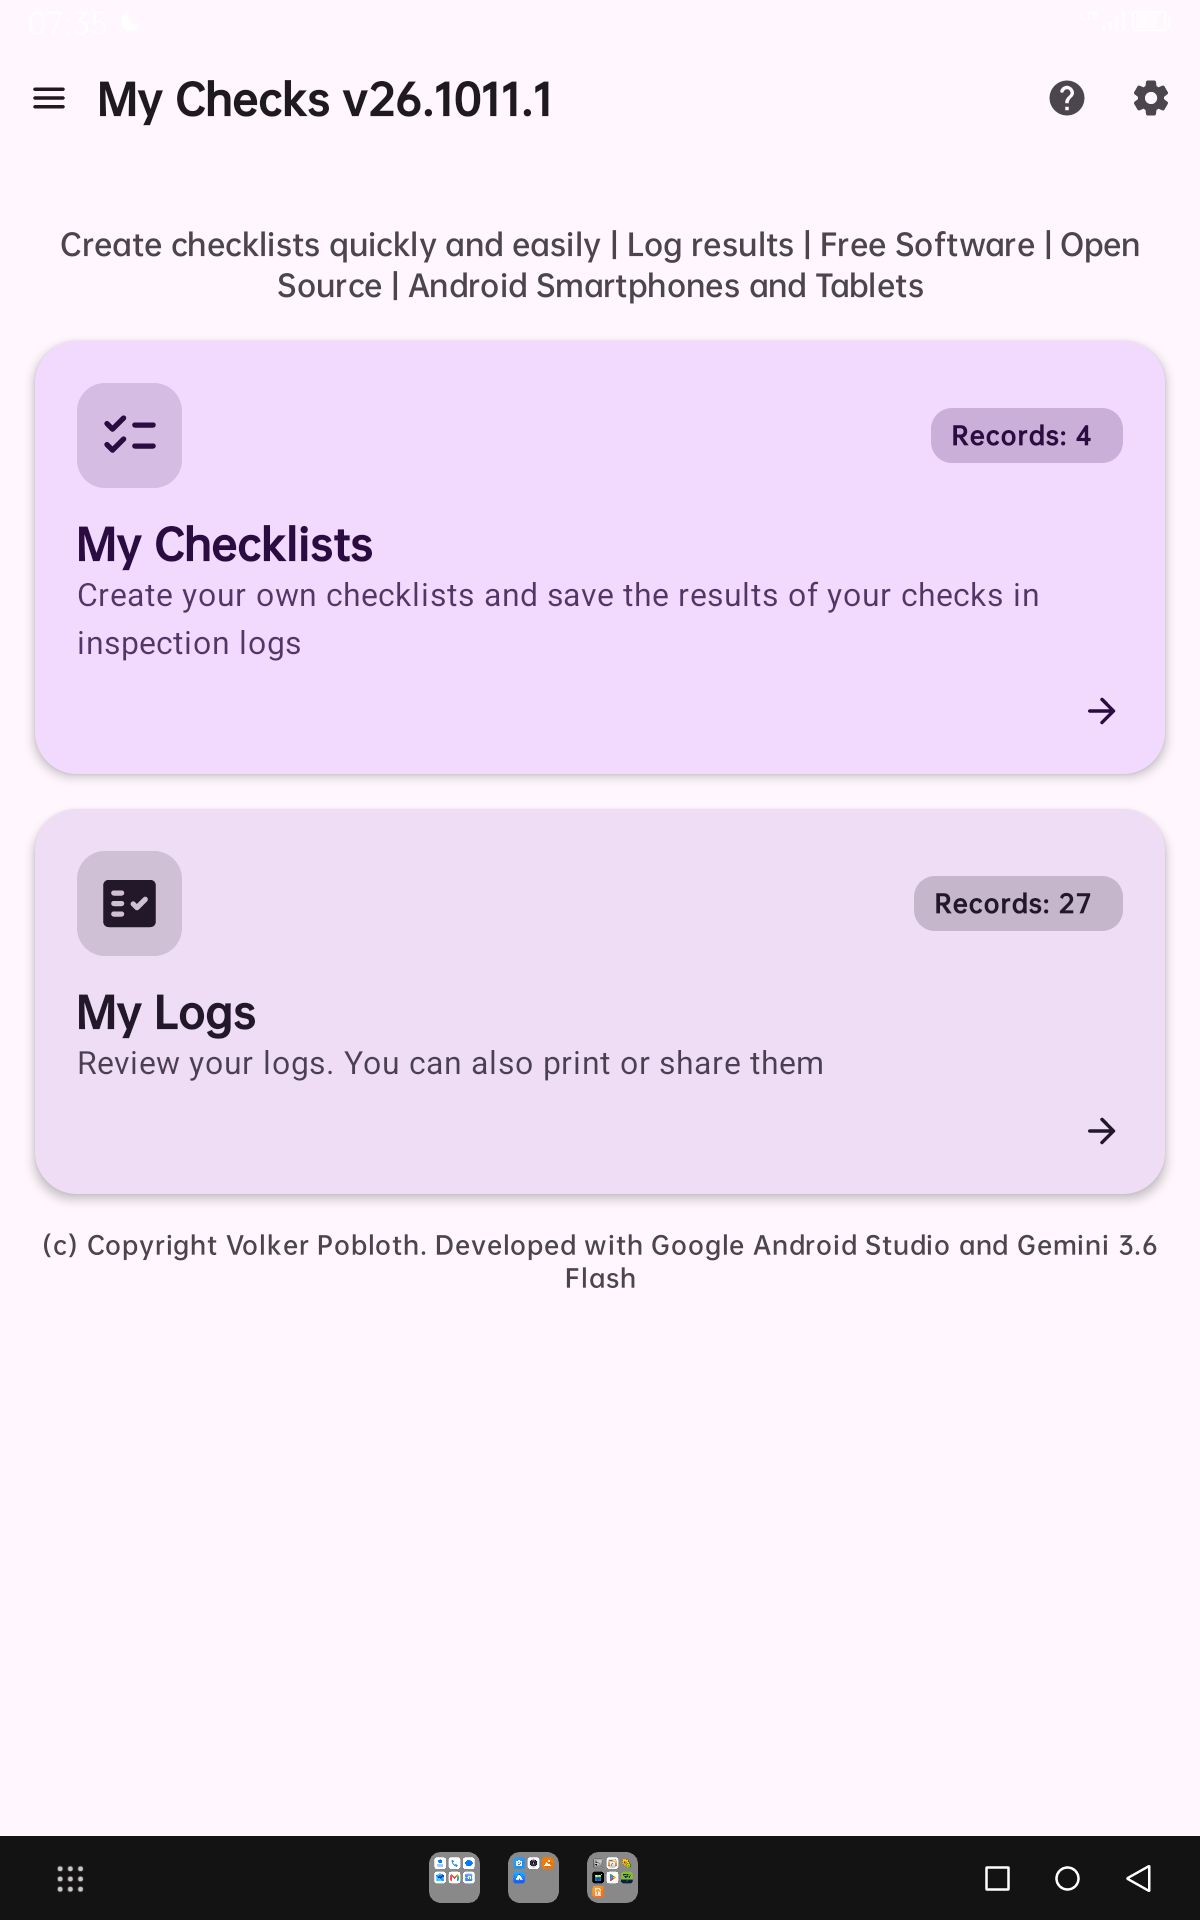 07:35
My Checks v26.1011.1
Create checklists quickly and easily | Log results | Free Software | Open
Source | Android Smartphones and Tablets
Records: 4
My Checklists
Create your own checklists and save the results of your checks in
inspection logs
Records: 27
My Logs
Review your logs. You can also print or share them
(c) Copyright Volker Pobloth. Developed with Google Android Studio and Gemini 3.6
Flash